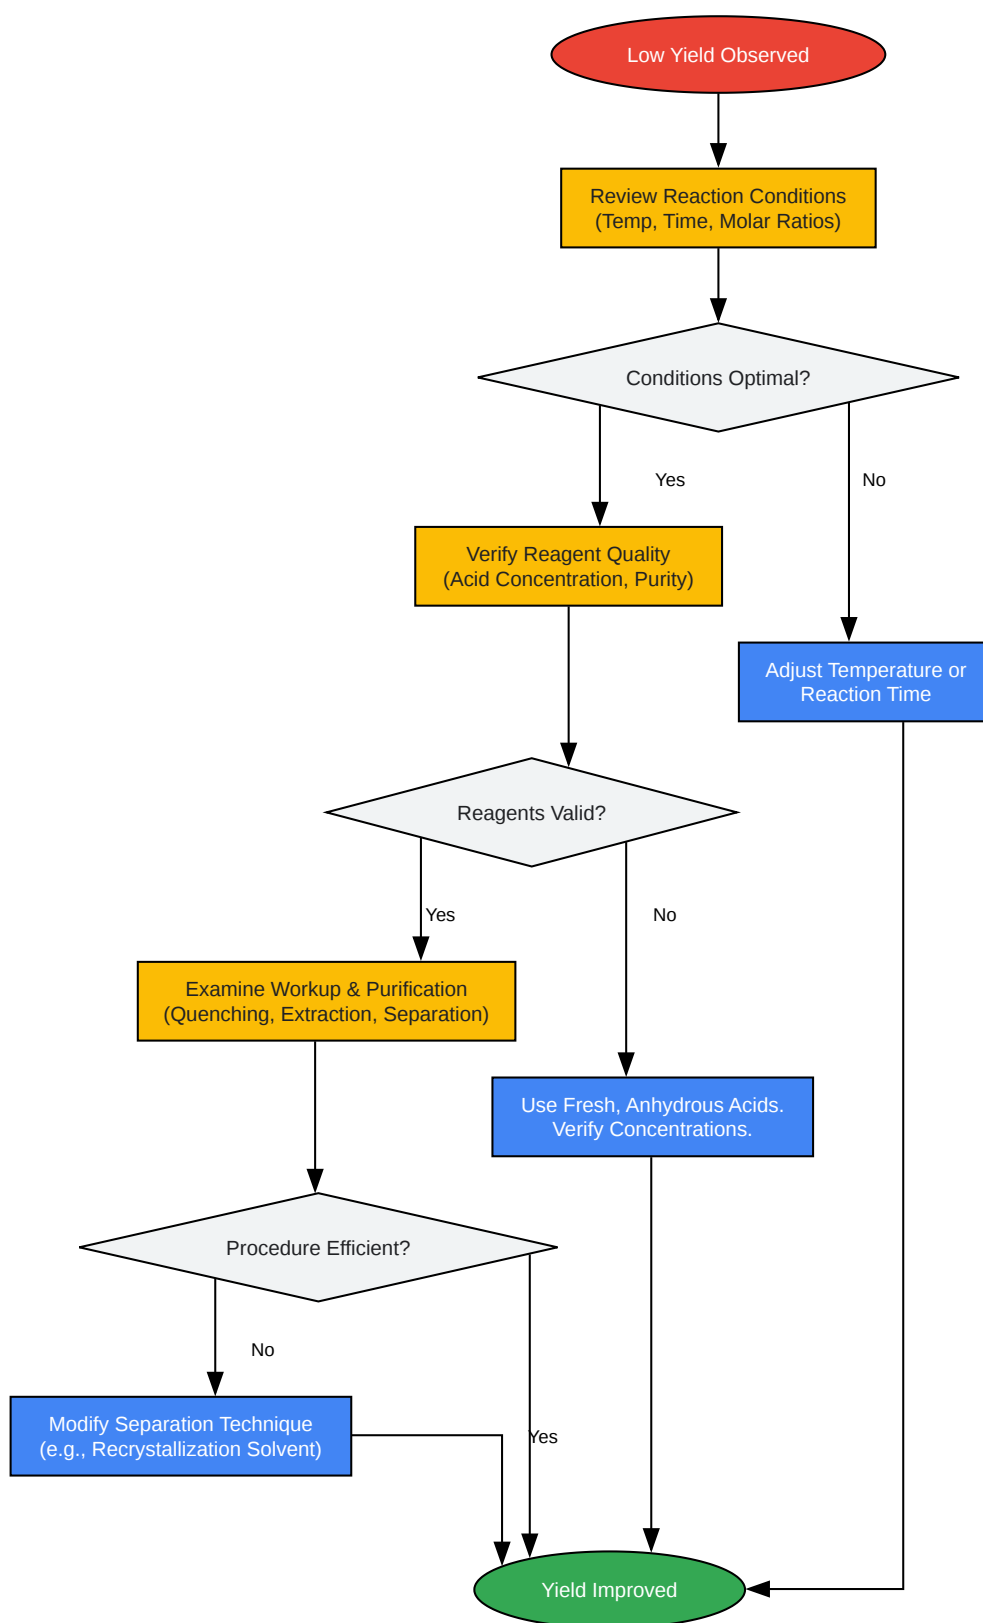 Low Yield Observed
Review Reaction Conditions
(Temp, Time, Molar Ratios)
Conditions Optimal?
Yes
No
Verify Reagent Quality
(Acid Concentration, Purity)
Adjust Temperature or
Reaction Time
Reagents Valid?
Yes
No
Examine Workup & Purification
(Quenching, Extraction, Separation)
Use Fresh, Anhydrous Acids.
Verify Concentrations.
Procedure Efficient?
No
Modify Separation Technique
(e.g., Recrystallization Solvent)
Yes
Yield Improved